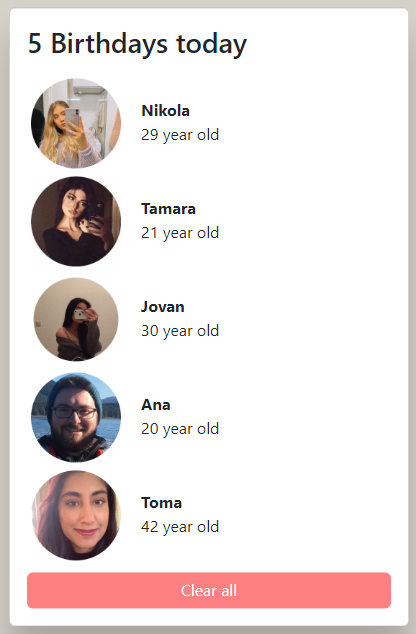 5 Birthdays today
Nikola
29 year old
Tamara
21 year old
Jovan
30 year old
Ana
20 year old
Toma
42 year old
Clear all